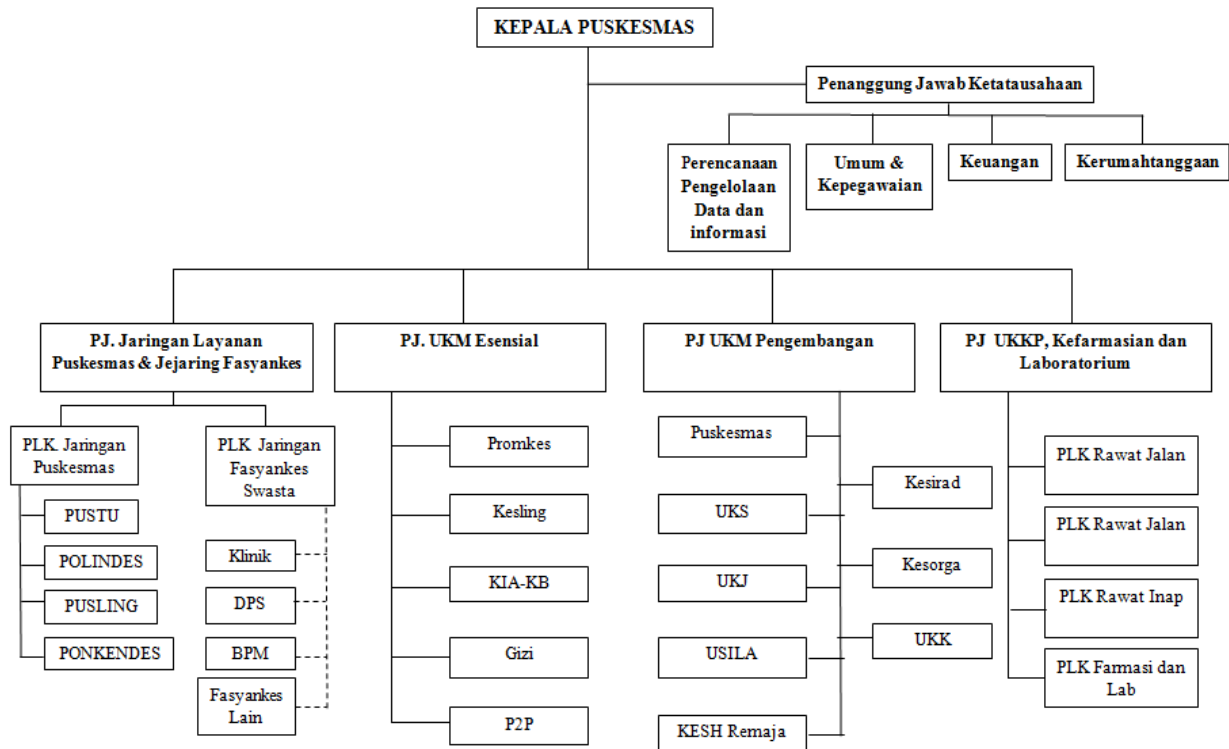 KEPALA PUSKESMAS
Penanggung Jawab Ketatausahaan
Perencanaan
Pengelolaan
Data dan
informasi
Umum &
Kepegawaian
Keuangan
Kerumahtanggaan
PJ. Jaringan Layanan
Puskesmas & Jejaring Fasyankes
PJ. UKM Esensial
PJ UKM Pengembangan
PJ UKKP, Kefarmasian dan
Laboratorium
PLK. Jaringan
Puskesmas
PUSTU
POLINDES
PUSLING
PONKENDES
PLK Jaringan
Fasyankes
Swasta
Klinik
DPS
BPM
Fasyankes
Lain
Promkes
Kesling
KIA-KB
Gizi
P2P
Puskesmas
UKS
UKJ
USILA
KESH Remaja
Kesirad
Kesorga
UKK
PLK Rawat Jalan
PLK Rawat Jalan
PLK Rawat Inap
PLK Farmasi dan
Lab